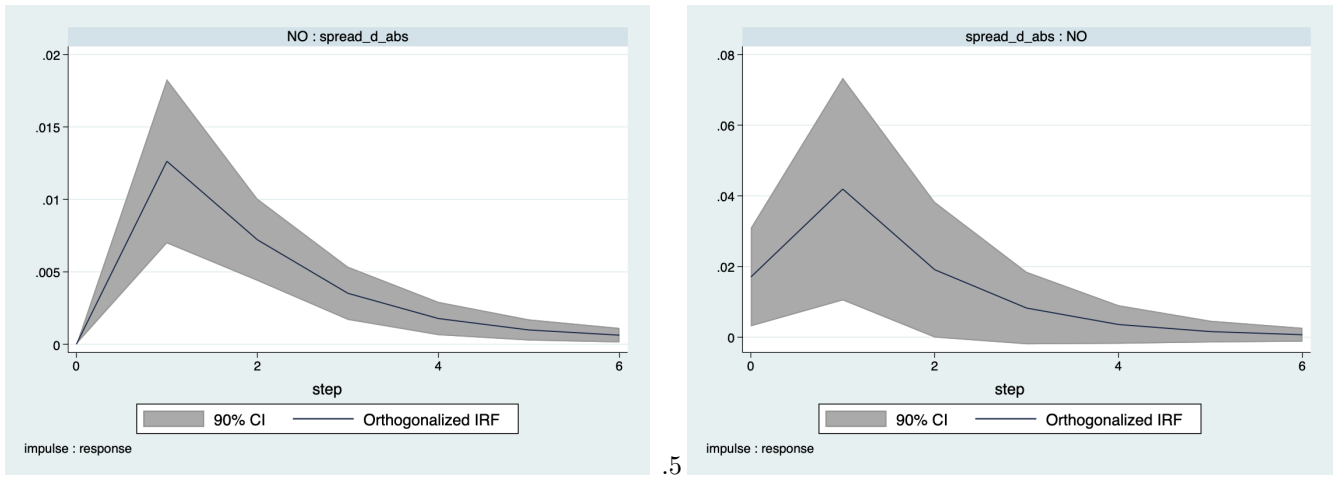 NO : spread_d_abs
.02
.015
.01
.005
0
0 2 4 6
step
90% CI Orthogonalized IRF
impulse : response
.5
spread_d_abs : NO
.08
.06
.04
.02
0
0 2 4 6
step
90% CI Orthogonalized IRF
impulse : response